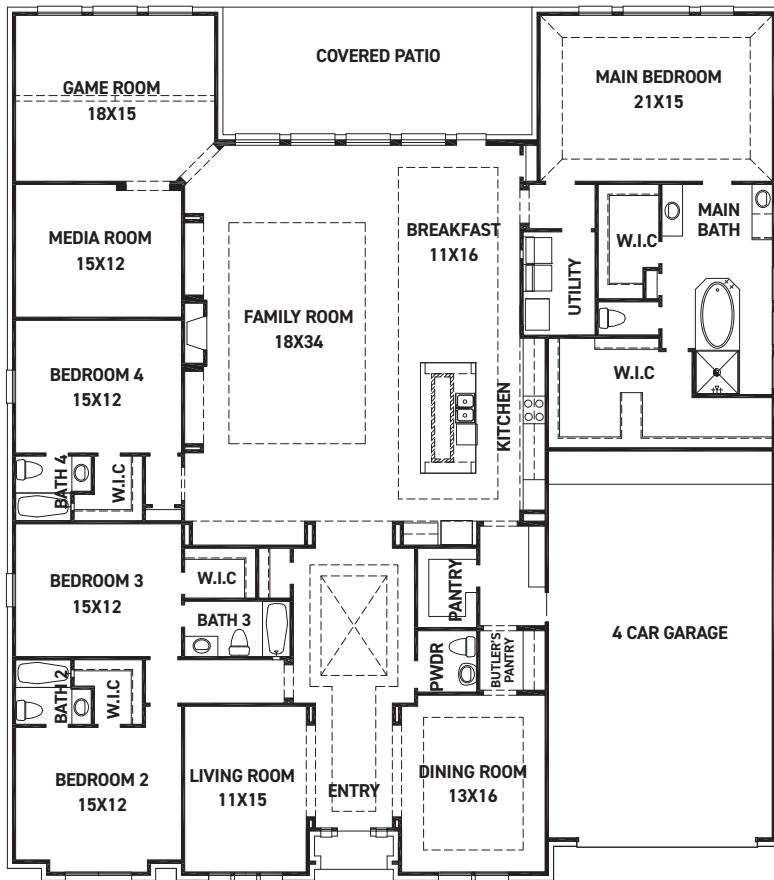 COVERED PATIO
GAME ROOM
18X15
MAIN BEDROOM
21X15
MEDIA ROOM
15X12
BREAKFAST
11X16
UTILITY
W.I.C
MAIN
BATH
FAMILY ROOM
18X34
BEDROOM 4
15X12
W.I.C
KITCHEN
BATH 4
W.I.C
BEDROOM 3
15X12
W.I.C
BATH 3
PANTRY
4 CAR GARAGE
BATH 2
W.I.C
PWDR
BUTLER'S
PANTRY
BEDROOM 2
15X12
LIVING ROOM
11X15
ENTRY
DINING ROOM
13X16